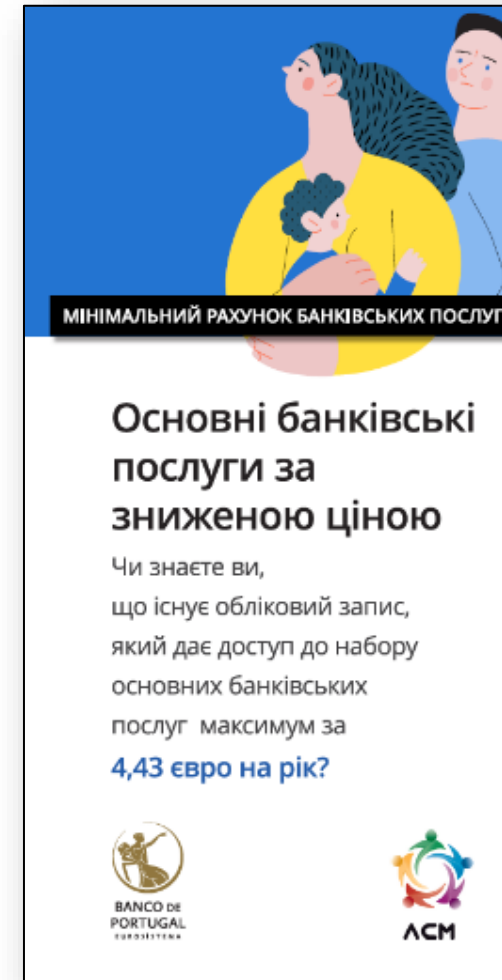 МІНІМАЛЬНИЙ РАХУНОК БАНКІВСЬКИХ ПОСЛУГ
Основні банківські
послуги за
зниженою ціною
Чи знаєте ви,
що існує обліковий запис,
який дає доступ до набору
основних банківських
послуг максимум за
4,43 євро на рік?
BANCO DE
PORTUGAL
EUROSISTEMA
ACM